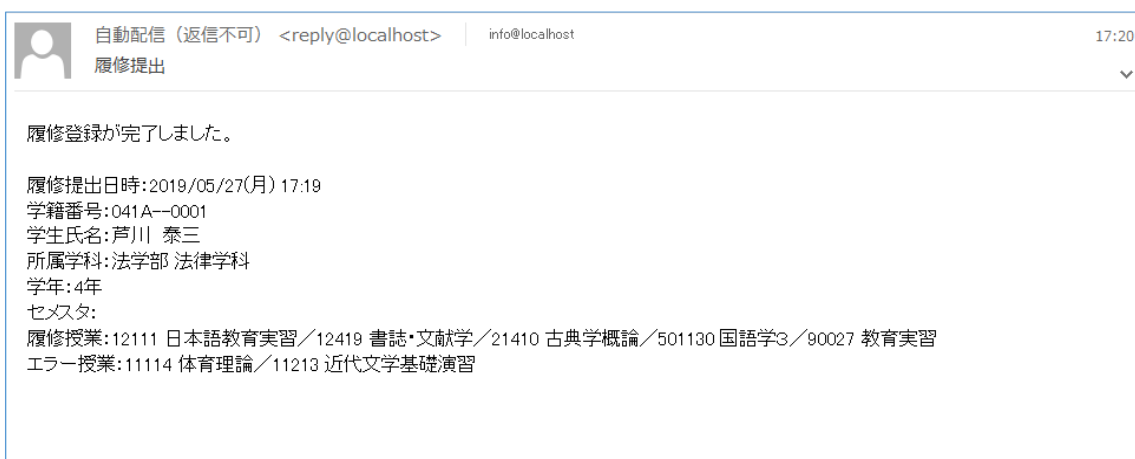 自動配信（返信不可） <reply@localhost> info@localhost 17:20
履修提出
履修登録が完了しました。
履修提出日時:2019/05/27(月) 17:19
学籍番号:041A--0001
学生氏名:芦川 泰三
所属学科:法学部 法律学科
学年:4年
セメスタ:
履修授業:12111 日本語教育実習／12419 書誌・文献学／21410 古典学概論／501130 国語学3／90027 教育実習
エラー授業:11114 体育理論／11213 近代文学基礎演習